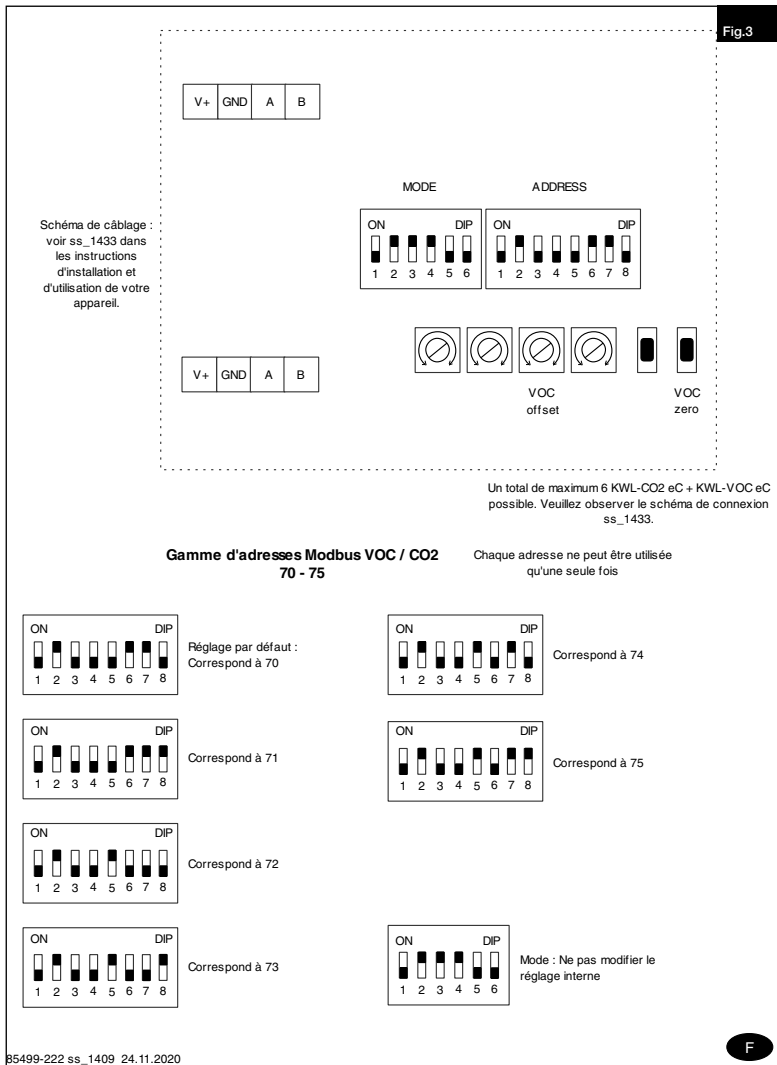 Fig.3
V+ GND A B
MODE ADDRESS
ON DIP ON DIP
1 2 3 4 5 6 1 2 3 4 5 6 7 8
Schéma de câblage :
voir ss_1433 dans
les instructions
d'installation et
d'utilisation de votre
appareil.
V+ GND A B
VOC
offset
VOC
zero
Un total de maximum 6 KWL-CO2 eC + KWL-VOC eC
possible. Veuillez observer le schéma de connexion
ss_1433.
Gamme d'adresses Modbus VOC / CO2
70 - 75
Chaque adresse ne peut être utilisée
qu'une seule fois
ON DIP
1 2 3 4 5 6 7 8
Réglage par défaut :
Correspond à 70
ON DIP
1 2 3 4 5 6 7 8
Correspond à 74
ON DIP
1 2 3 4 5 6 7 8
Correspond à 71
ON DIP
1 2 3 4 5 6 7 8
Correspond à 75
ON DIP
1 2 3 4 5 6 7 8
Correspond à 72
ON DIP
1 2 3 4 5 6 7 8
Correspond à 73
ON DIP
1 2 3 4 5 6
Mode : Ne pas modifier le
réglage interne
85499-222 ss_1409 24.11.2020
F